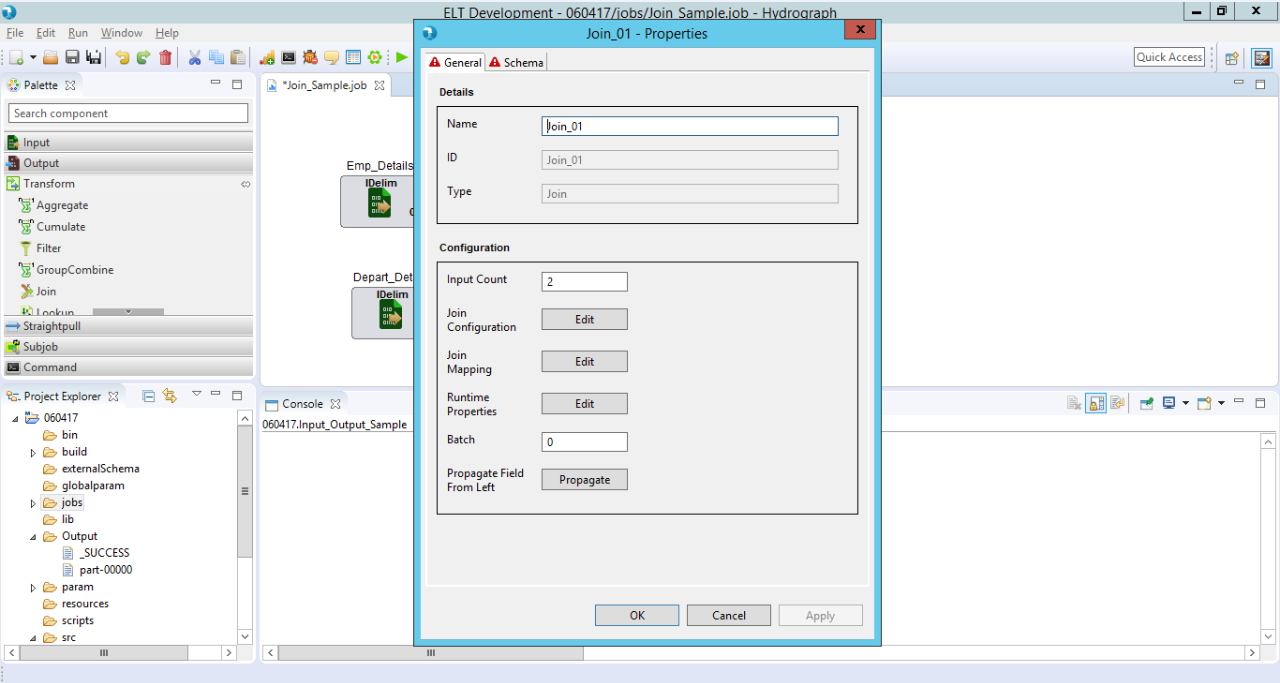 ELT Development - 060417/jobs/Join_Sample.job - Hydrograph
File Edit Run Window Help
Quick Access
Palette
Search component
Input
Output
Transform
Aggregate
Cumulate
Filter
GroupCombine
Join
Lookup
Straightpull
Subjob
Command
*Join_Sample.job
Emp_Details
IDelim
Depart_Det
IDelim
Project Explorer
060417
bin
build
externalSchema
globalparam
jobs
lib
Output
_SUCCESS
part-00000
param
resources
scripts
src
Console
060417.Input_Output_Sample
Join_01 - Properties
General Schema
Details
Name Join_01
ID Join_01
Type Join
Configuration
Input Count 2
Join
Configuration
Edit
Join
Mapping
Edit
Runtime
Properties
Edit
Batch 0
Propagate Field
From Left
Propagate
OK Cancel Apply